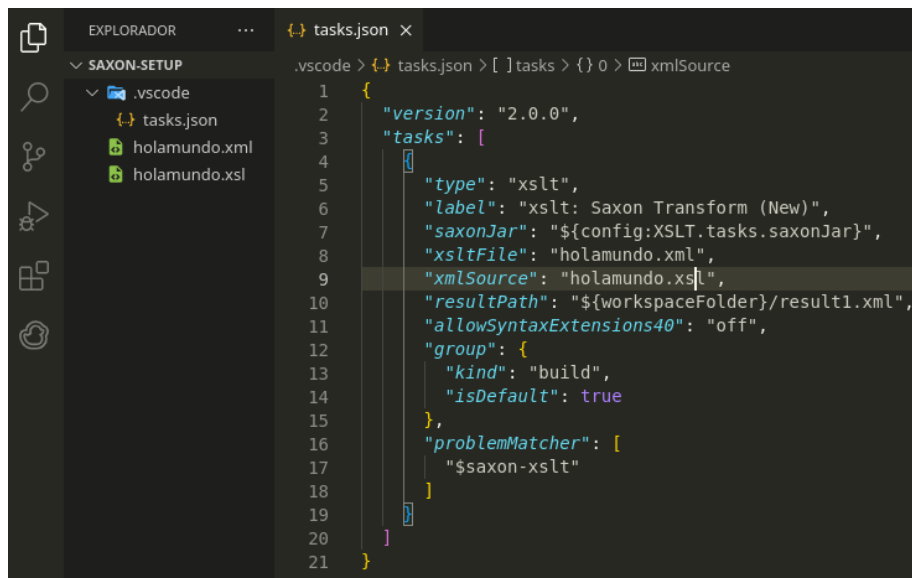 EXPLORADOR ···
SAXON-SETUP
.vscode
tasks.json
holamundo.xml
holamundo.xsl
tasks.json ×
.vscode > {..} tasks.json > [ ] tasks > {} 0 > abc xmlSource
1 {
2 "version": "2.0.0",
3 "tasks": [
4 {
5 "type": "xslt",
6 "label": "xslt: Saxon Transform (New)",
7 "saxonJar": "${config:XSLT.tasks.saxonJar}",
8 "xsltFile": "holamundo.xml",
9 "xmlSource": "holamundo.xsl",
10 "resultPath": "${workspaceFolder}/result1.xml",
11 "allowSyntaxExtensions40": "off",
12 "group": {
13 "kind": "build",
14 "isDefault": true
15 },
16 "problemMatcher": [
17 "$saxon-xslt"
18 ]
19 }
20 ]
21 }